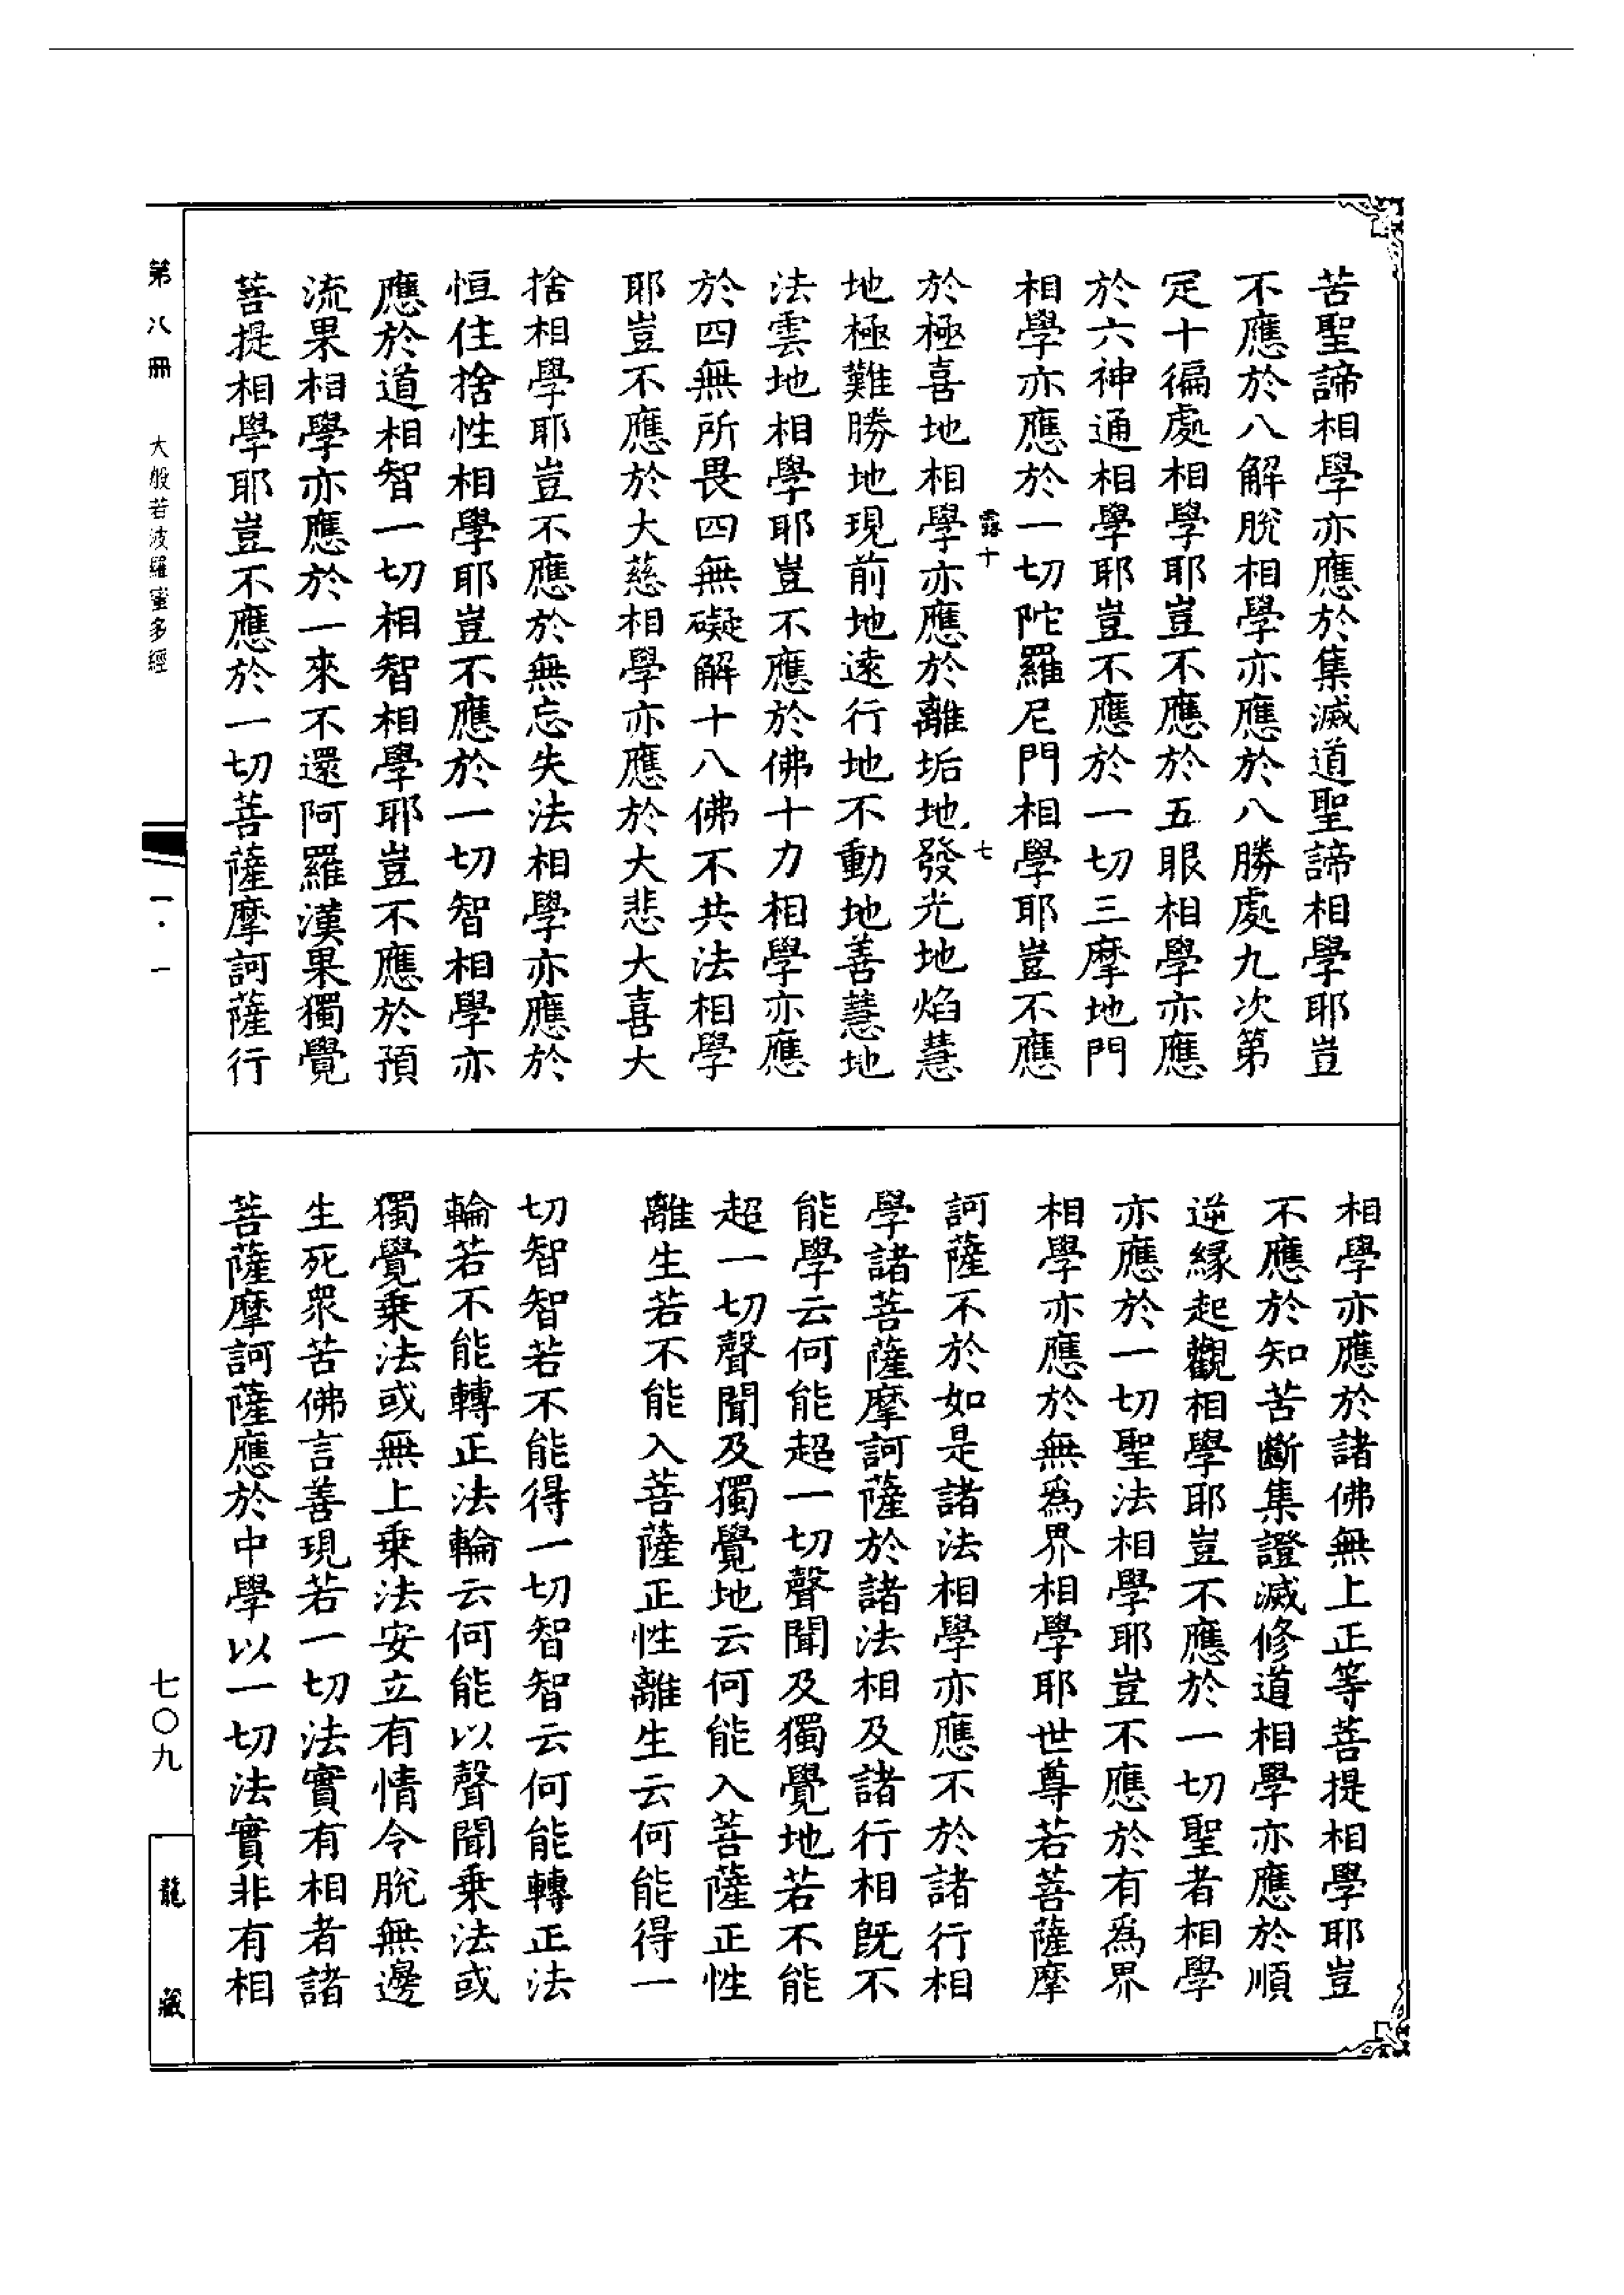 苦聖諦相學亦應於集滅道聖諦相學耶豈
不應於八解脫相學亦應於八勝處九次第
定十徧處相學耶豈不應於五眼相學亦應
於六神通相學耶豈不應於一切三摩地門
相學亦應於一切陀羅尼門相學耶豈不應
露十 七
於極喜地相學亦應於離垢地發光地焰慧
地極難勝地現前地遠行地不動地善慧地
法雲地相學耶豈不應於佛十力相學亦應
於四無所畏四無礙解十八佛不共法相學
耶豈不應於大慈相學亦應於大悲大喜大
捨相學耶豈不應於無忘失法相學亦應於
恒住捨性相學耶豈不應於一切智相學亦
應於道相智一切相智相學耶豈不應於預
流果相學亦應於一來不還阿羅漢果獨覺
菩提相學耶豈不應於一切菩薩摩訶薩行
相學亦應於諸佛無上正等菩提相學耶豈
不應於知苦斷集證滅修道相學亦應於順
逆緣起觀相學耶豈不應於一切聖者相學
亦應於一切聖法相學耶豈不應於有爲界
相學亦應於無爲界相學耶世尊若菩薩摩
訶薩不於如是諸法相學亦應不於諸行相
學諸菩薩摩訶薩於諸法相及諸行相旣不
能學云何能超一切聲聞及獨覺地若不能
超一切聲聞及獨覺地云何能入菩薩正性
離生若不能入菩薩正性離生云何能得一
切智智若不能得一切智智云何能轉正法
輪若不能轉正法輪云何能以聲聞乗法或
獨覺乗法或無上乗法安立有情令脫無邊
生死衆苦佛言善現若一切法實有相者諸
菩薩摩訶薩應於中學以一切法實非有相
第八冊 大般若波羅蜜多經 一·一 七〇九
龍藏